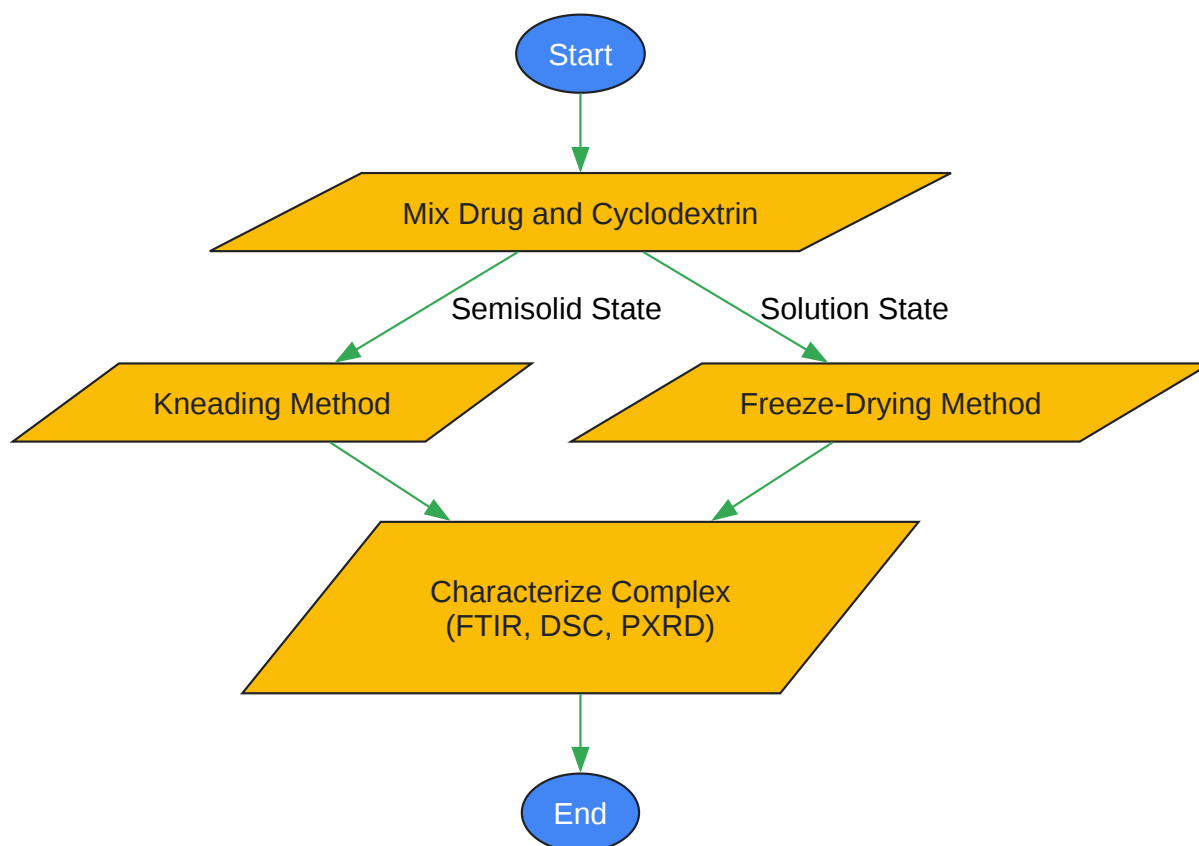 Start
Mix Drug and Cyclodextrin
Semisolid State
Solution State
Kneading Method
Freeze-Drying Method
Characterize Complex
(FTIR, DSC, PXRD)
End